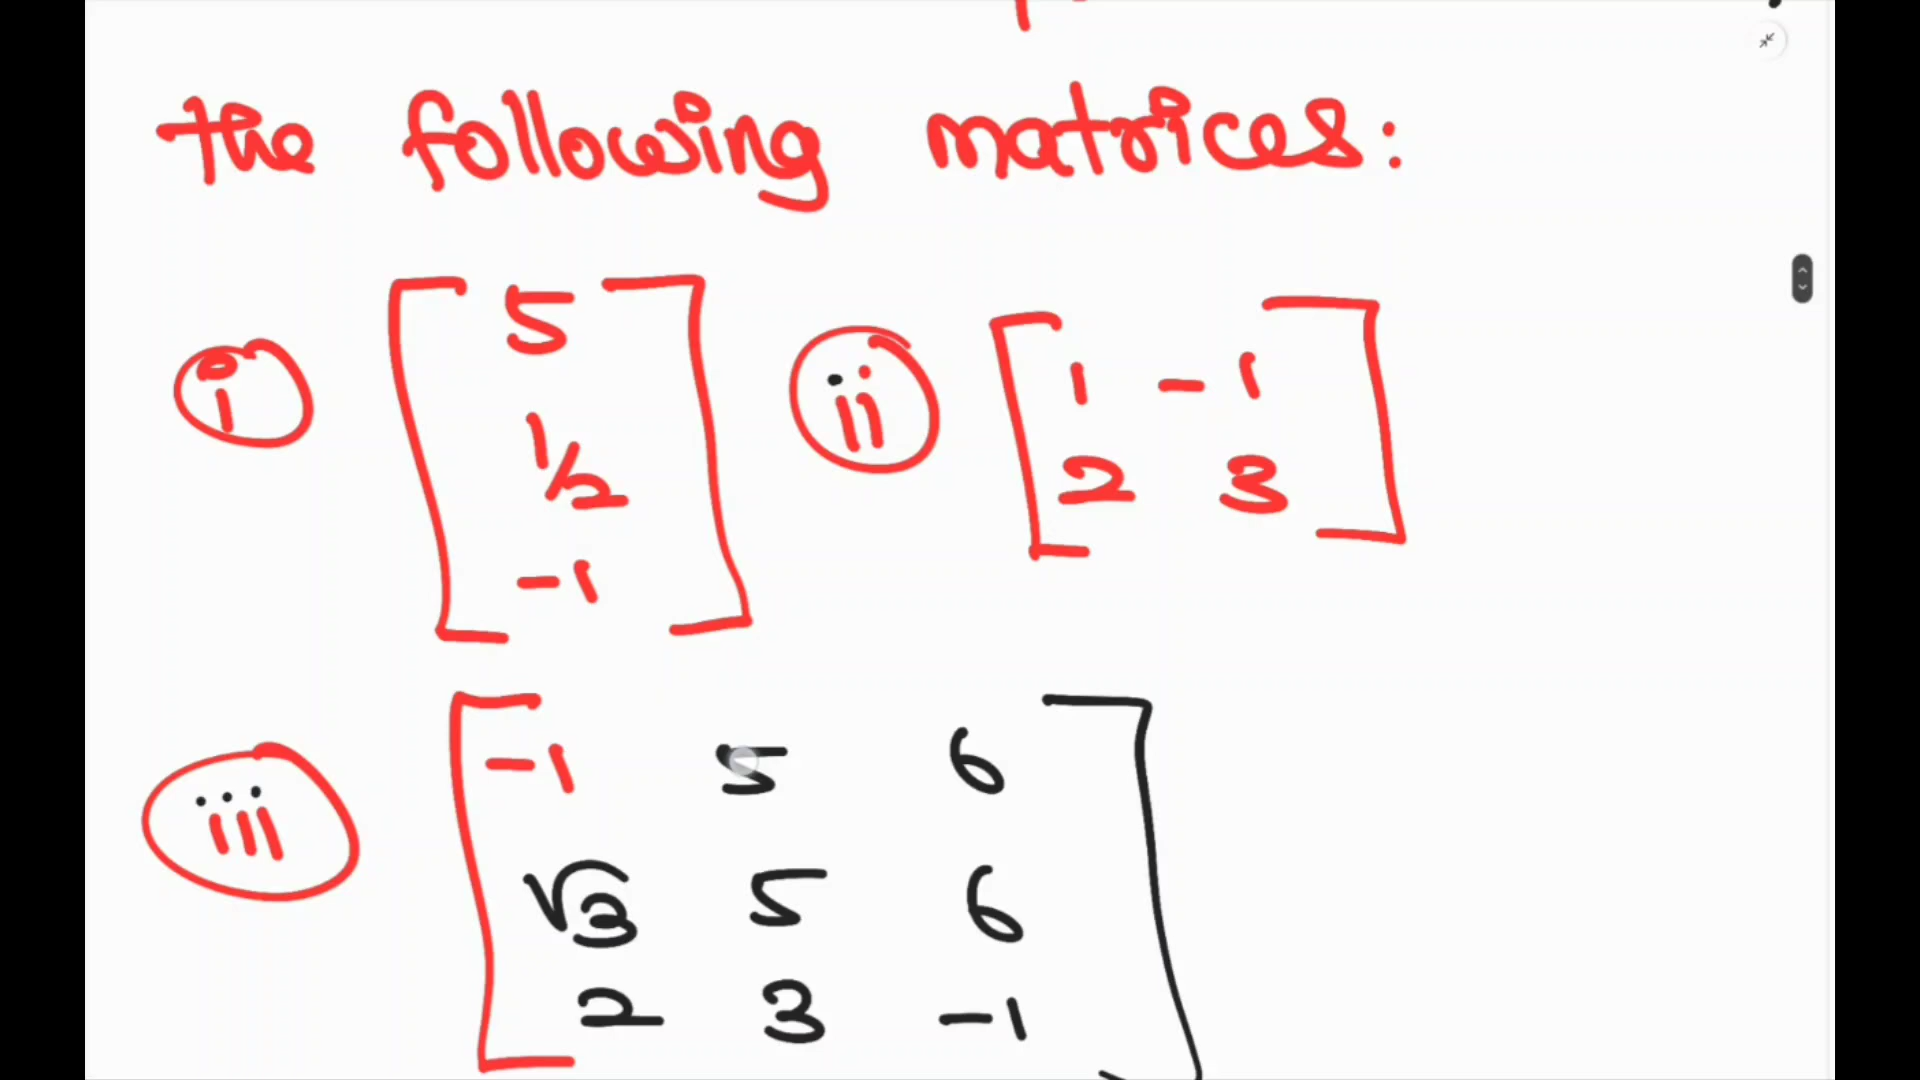 the following matrices:
i [ 5 ii [ 1 -1 ]
1/2 2 3
-1 ]
iii [ -1 5 6 ]
√3 5 6
2 3 -1